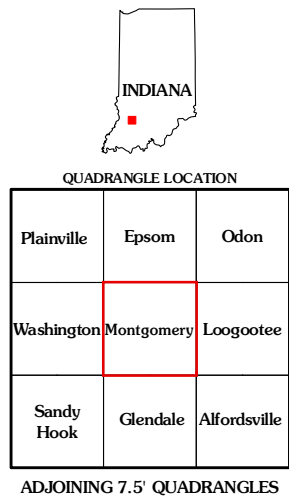 INDIANA
QUADRANGLE LOCATION
Plainville Epsom Odon
Washington Montgomery Loogootee
Sandy
Hook Glendale Alfordsville
ADJOINING 7.5' QUADRANGLES